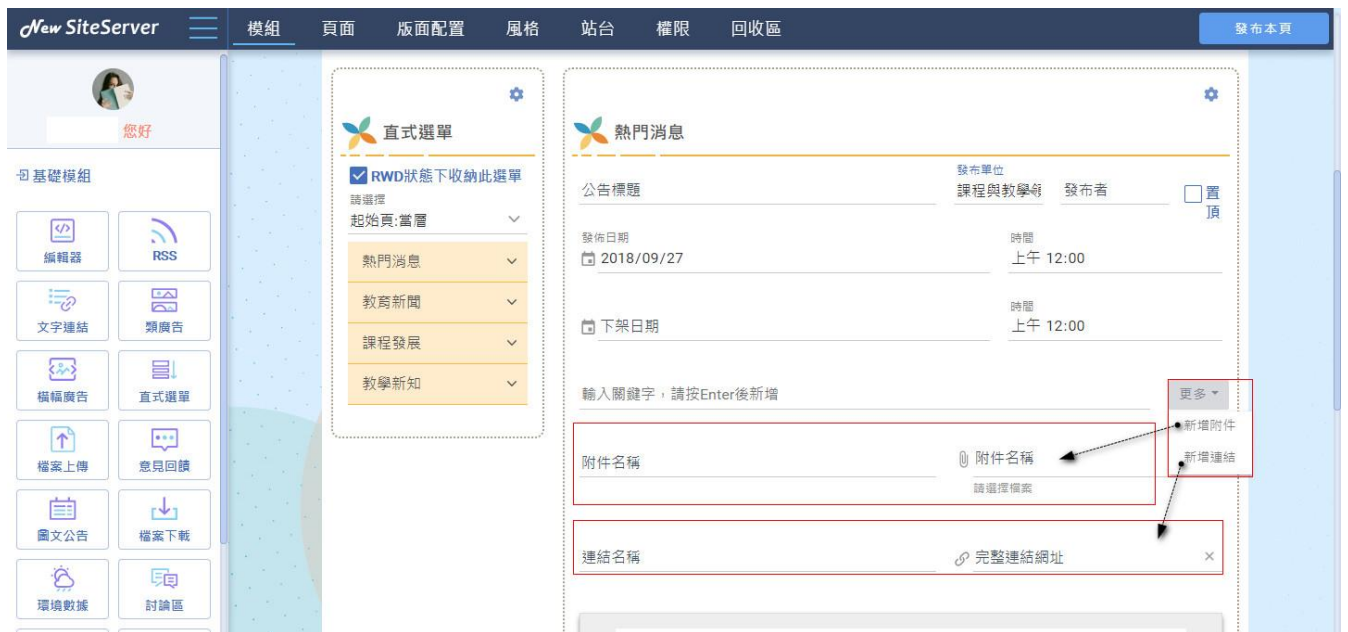 New SiteServer
模組 頁面 版面配置 風格 站台 權限 回收區
發布本頁
您好
基礎模組
編輯器 RSS
文字連結 類廣告
橫幅廣告 直式選單
檔案上傳 意見回饋
圖文公告 檔案下載
環境數據 討論區
直式選單
RWD狀態下收納此選單
請選擇
起始頁:當層
熱門消息
教育新聞
課程發展
教學新知
熱門消息
發布單位
公告標題 課程與教學 發布者 置頂
發佈日期 時間
2018/09/27 上午 12:00
時間
下架日期 上午 12:00
輸入關鍵字，請按Enter後新增 更多
新增附件
新增連結
附件名稱 附件名稱
請選擇檔案
連結名稱 完整連結網址 ×